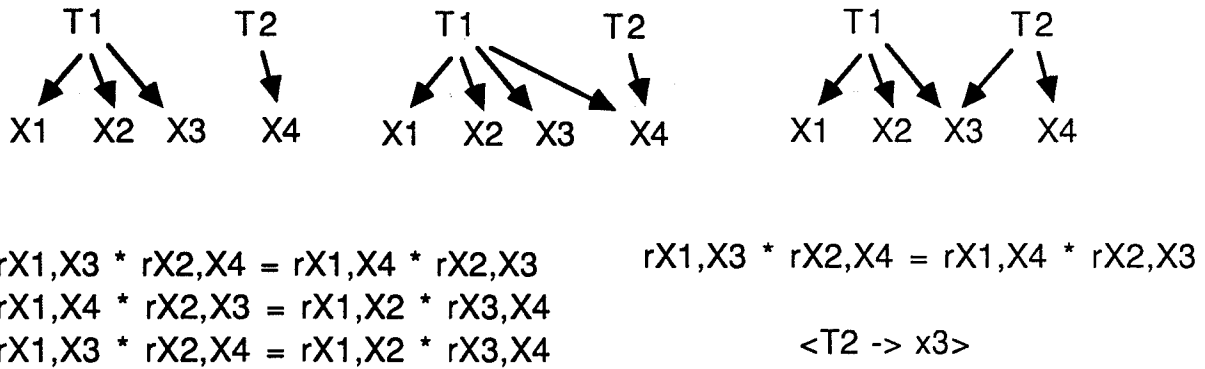 T1 T2 T1 T2 T1 T2
X1 X2 X3 X4 X1 X2 X3 X4 X1 X2 X3 X4
rX1,X3 * rX2,X4 = rX1,X4 * rX2,X3 rX1,X3 * rX2,X4 = rX1,X4 * rX2,X3
rX1,X4 * rX2,X3 = rX1,X2 * rX3,X4
rX1,X3 * rX2,X4 = rX1,X2 * rX3,X4
<T2 -> x3>